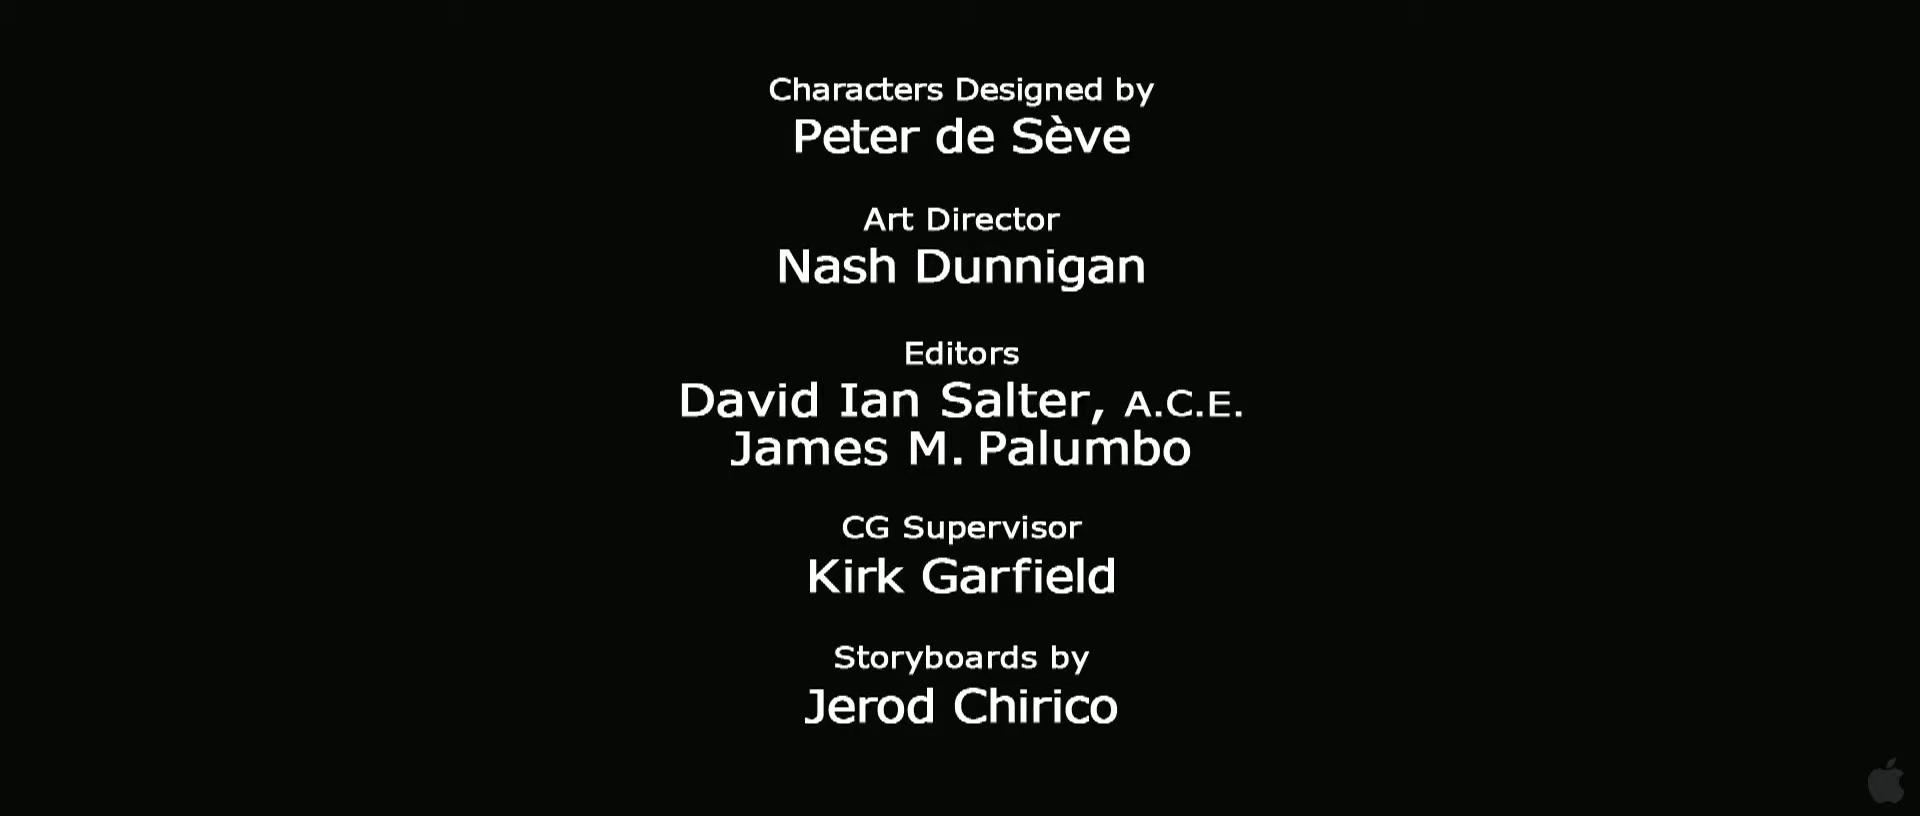 Characters Designed by
Peter de Sève
Art Director
Nash Dunnigan
Editors
David Ian Salter, A.C.E.
James M. Palumbo
CG Supervisor
Kirk Garfield
Storyboards by
Jerod Chirico